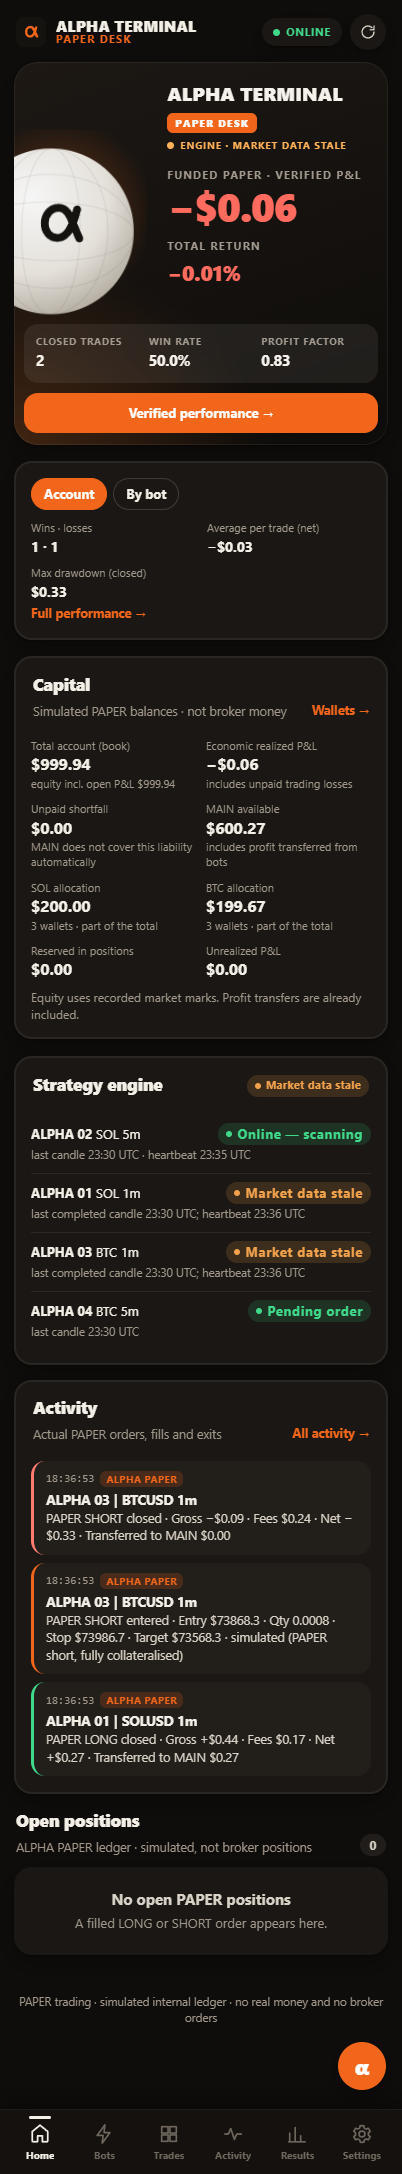 α
ALPHA TERMINAL
PAPER DESK
ONLINE
ALPHA TERMINAL
PAPER DESK
ENGINE · MARKET DATA STALE
FUNDED PAPER · VERIFIED P&L
−$0.06
TOTAL RETURN
−0.01%
α
CLOSED TRADES
2
WIN RATE
50.0%
PROFIT FACTOR
0.83
Verified performance →
Account
By bot
Wins · losses
1 · 1
Average per trade (net)
−$0.03
Max drawdown (closed)
$0.33
Full performance →
Capital
Simulated PAPER balances · not broker money
Wallets →
Total account (book)
$999.94
equity incl. open P&L $999.94
Economic realized P&L
−$0.06
includes unpaid trading losses
Unpaid shortfall
$0.00
MAIN does not cover this liability
automatically
MAIN available
$600.27
includes profit transferred from
bots
SOL allocation
$200.00
3 wallets · part of the total
BTC allocation
$199.67
3 wallets · part of the total
Reserved in positions
$0.00
Unrealized P&L
$0.00
Equity uses recorded market marks. Profit transfers are already
included.
Strategy engine
Market data stale
ALPHA 02 SOL 5m
Online — scanning
last candle 23:30 UTC · heartbeat 23:35 UTC
ALPHA 01 SOL 1m
Market data stale
last completed candle 23:30 UTC; heartbeat 23:36 UTC
ALPHA 03 BTC 1m
Market data stale
last completed candle 23:30 UTC; heartbeat 23:36 UTC
ALPHA 04 BTC 5m
Pending order
last candle 23:30 UTC
Activity
Actual PAPER orders, fills and exits
All activity →
18:36:53 ALPHA PAPER
ALPHA 03 | BTCUSD 1m
PAPER SHORT closed · Gross −$0.09 · Fees $0.24 · Net −
$0.33 · Transferred to MAIN $0.00
18:36:53 ALPHA PAPER
ALPHA 03 | BTCUSD 1m
PAPER SHORT entered · Entry $73868.3 · Qty 0.0008 ·
Stop $73986.7 · Target $73568.3 · simulated (PAPER
short, fully collateralised)
18:36:53 ALPHA PAPER
ALPHA 01 | SOLUSD 1m
PAPER LONG closed · Gross +$0.44 · Fees $0.17 · Net
+$0.27 · Transferred to MAIN $0.27
Open positions
ALPHA PAPER ledger · simulated, not broker positions
0
No open PAPER positions
A filled LONG or SHORT order appears here.
PAPER trading · simulated internal ledger · no real money and no broker
orders
α
Home
Bots
Trades
Activity
Results
Settings